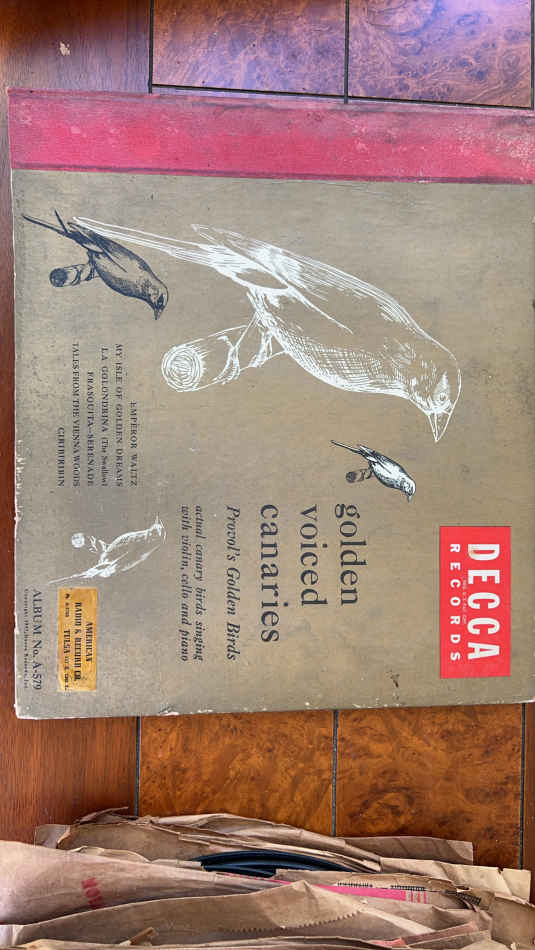 DECCA
RECORDS
golden
voiced
canaries
Provol's Golden Birds
actual canary birds singing
with violin, cello and piano
EMPEROR WALTZ
MY ISLE OF GOLDEN DREAMS
LA GOLONDRINA (The Swallow)
FRASQUITA—SERENADE
TALES FROM THE VIENNA WOODS
CIRIBIRIBIN
AMERICAN
RADIO & RECORD CO.
TULSA
ALBUM No. A-579